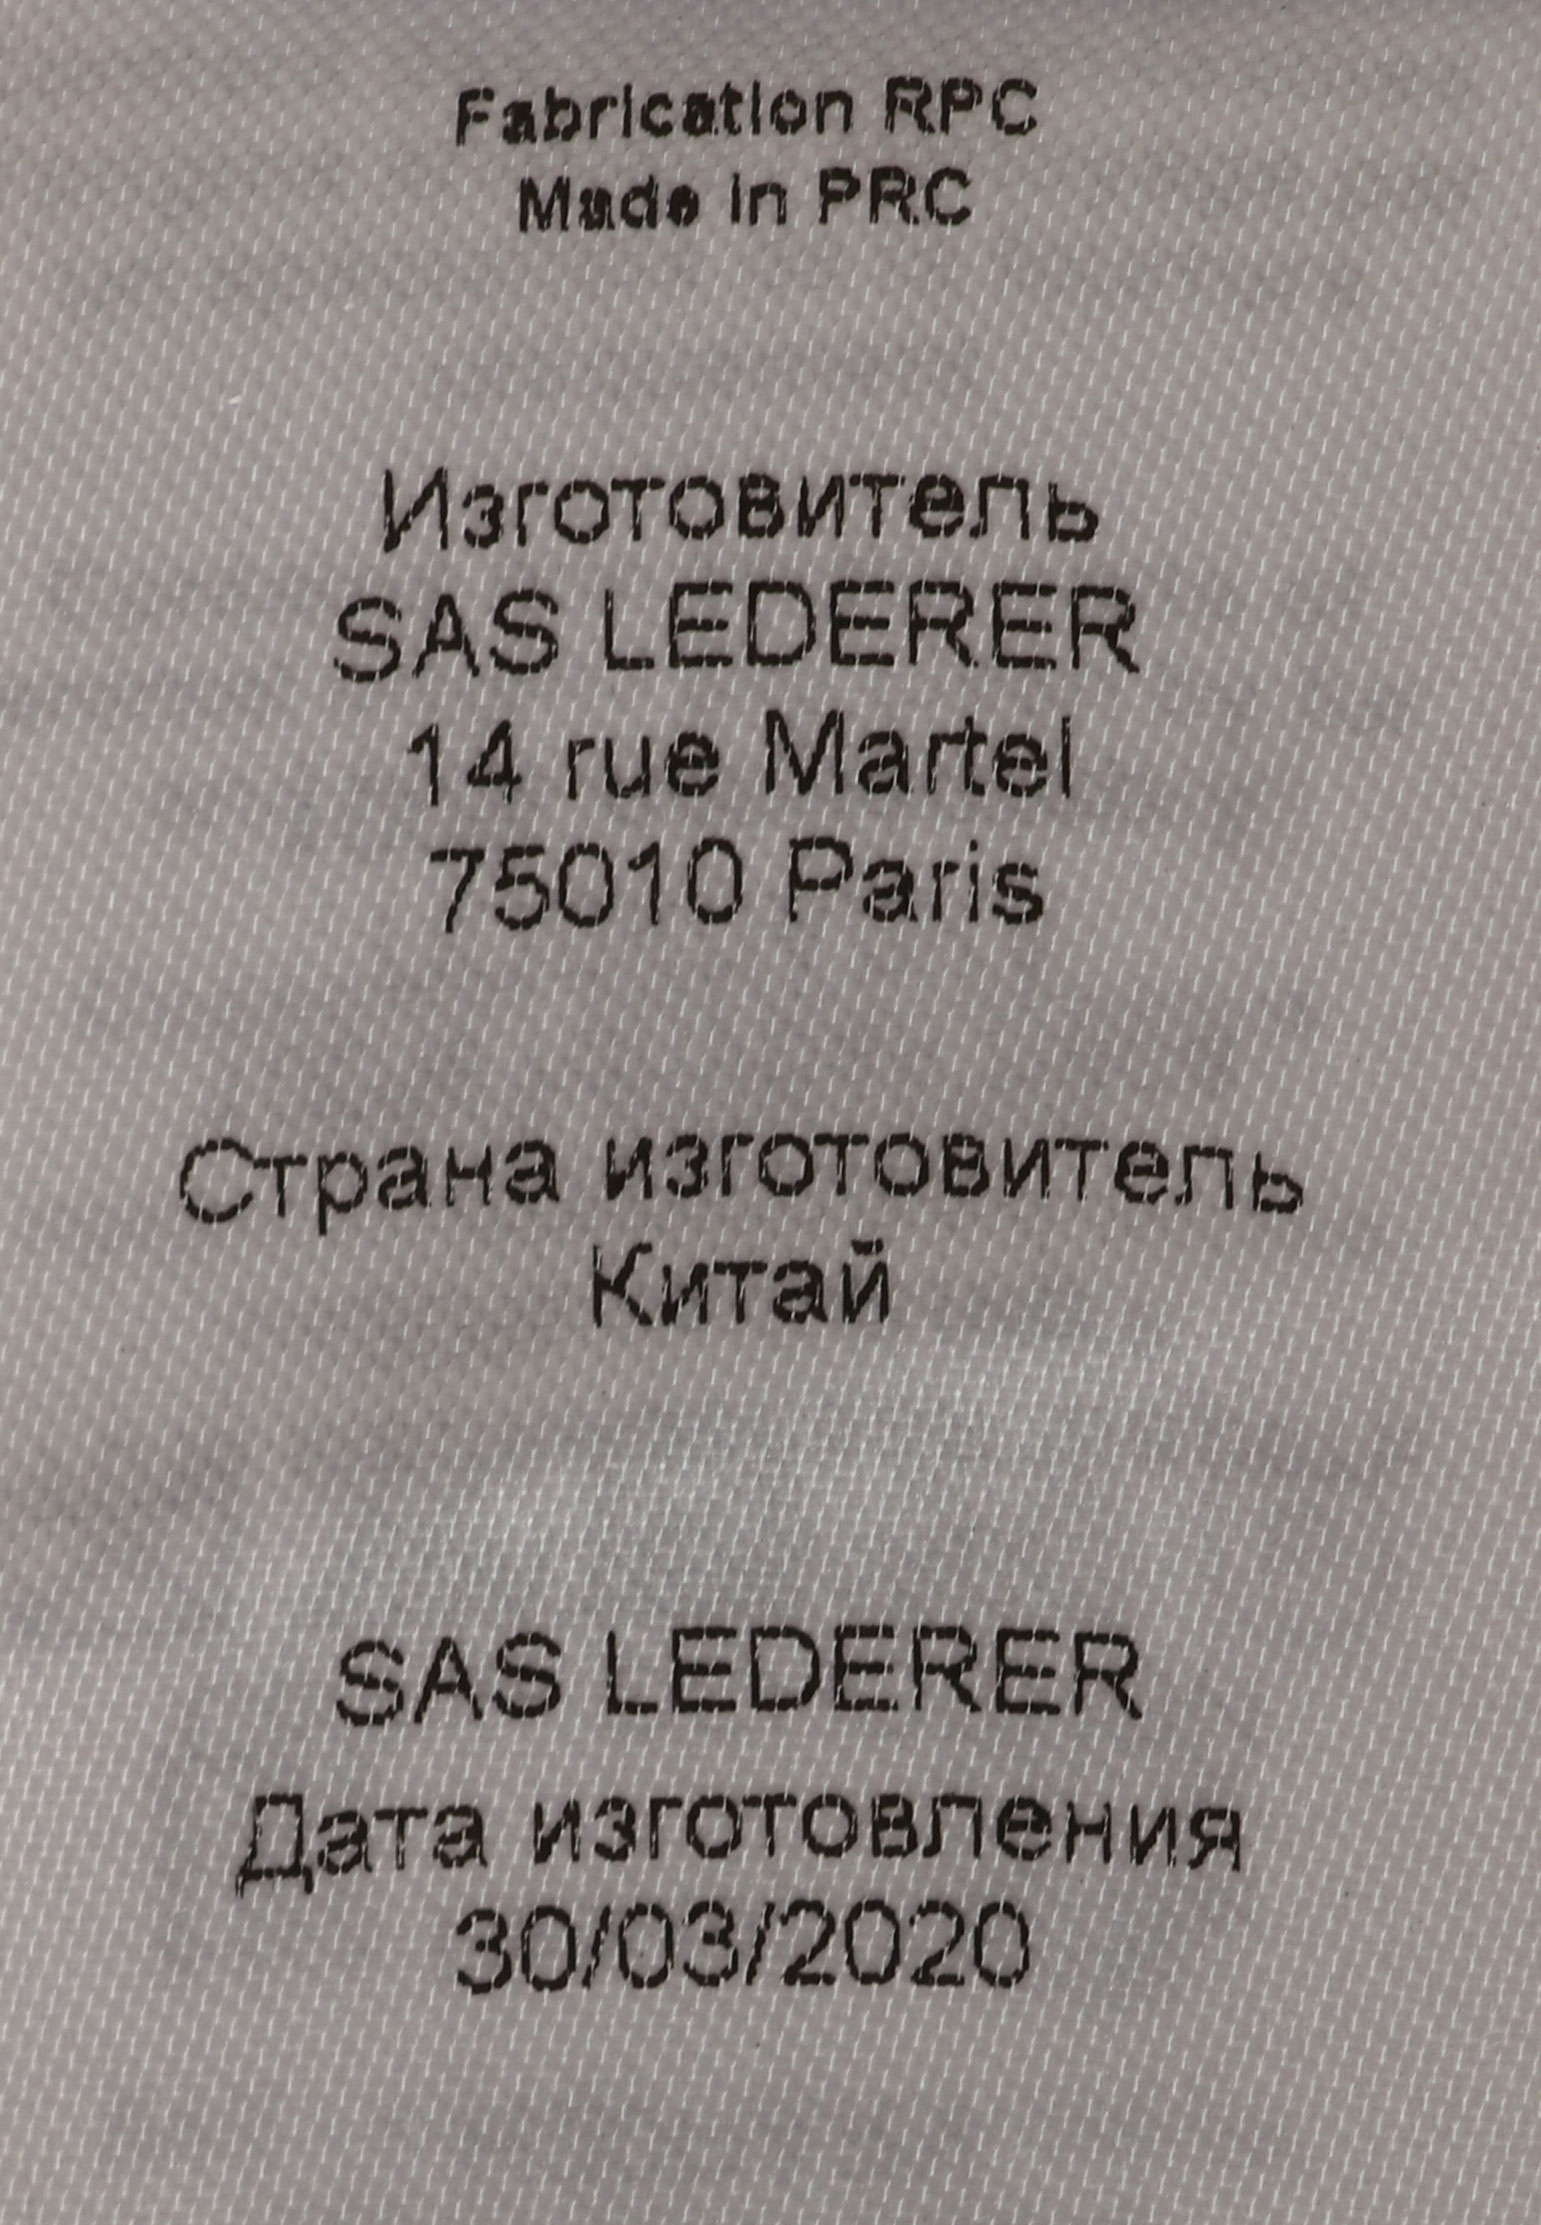 Fabrication RPC
Made in PRC
Изготовитель
SAS LEDERER
14 rue Martel
75010 Paris
Страна изготовитель
Китай
SAS LEDERER
Дата изготовления
30/03/2020